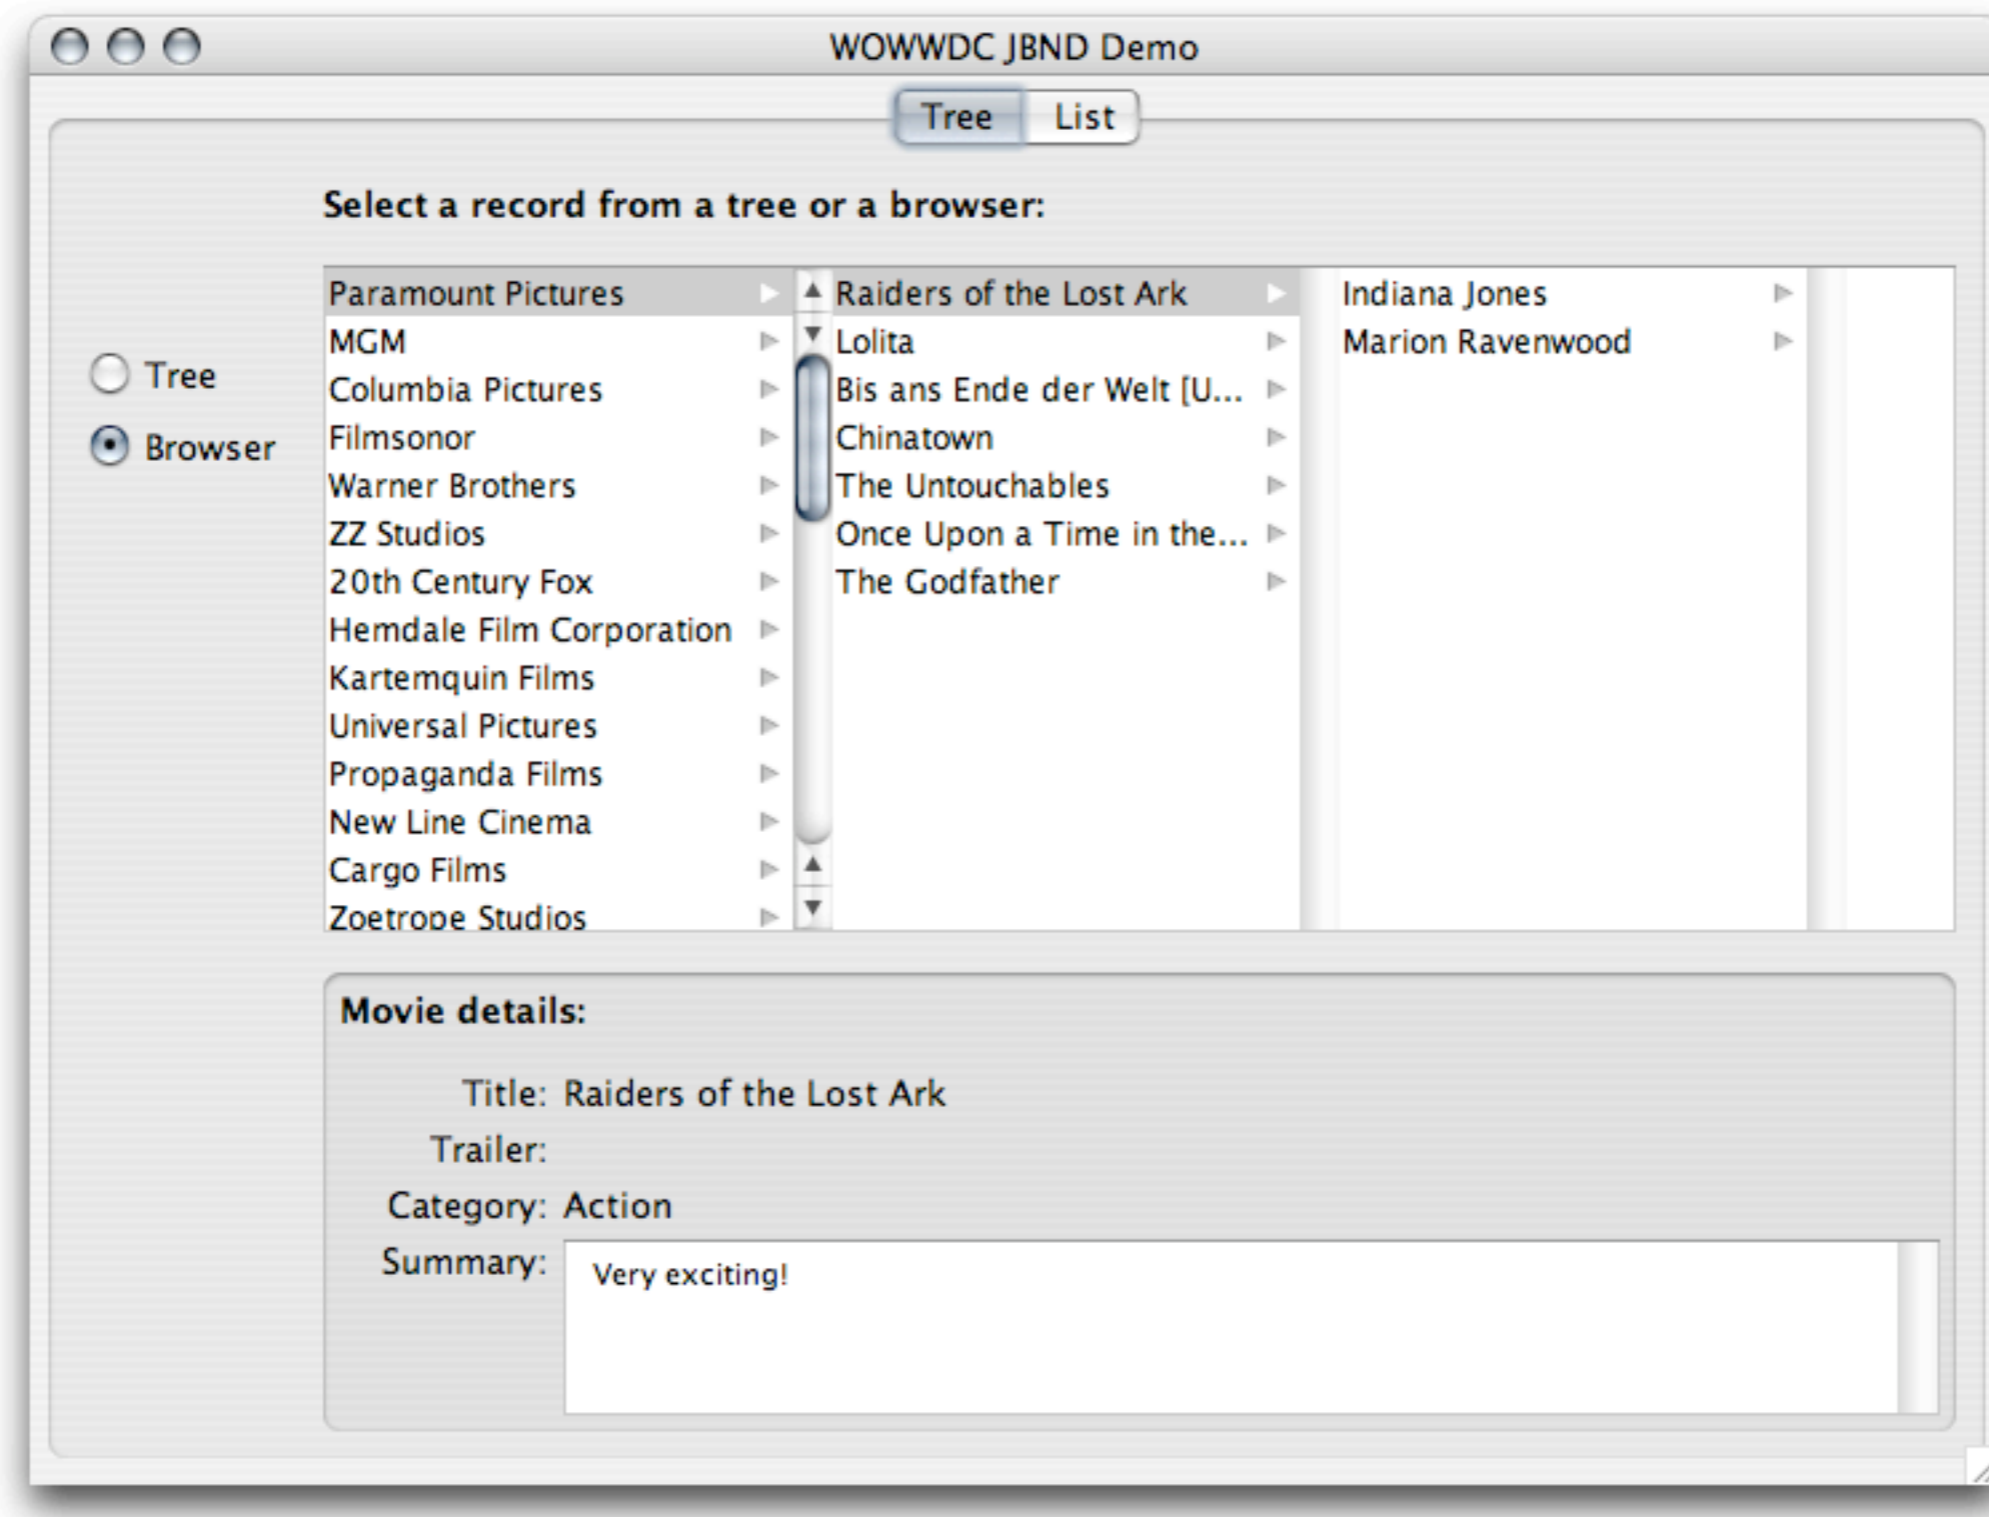 WOWWDC JBND Demo
Tree List
Select a record from a tree or a browser:
Tree
Browser
Paramount Pictures
MGM
Columbia Pictures
Filmsonor
Warner Brothers
ZZ Studios
20th Century Fox
Hemdale Film Corporation
Kartemquin Films
Universal Pictures
Propaganda Films
New Line Cinema
Cargo Films
Zoetrope Studios
Raiders of the Lost Ark
Lolita
Bis ans Ende der Welt [U...
Chinatown
The Untouchables
Once Upon a Time in the...
The Godfather
Indiana Jones
Marion Ravenwood
Movie details:
Title: Raiders of the Lost Ark
Trailer:
Category: Action
Summary: Very exciting!